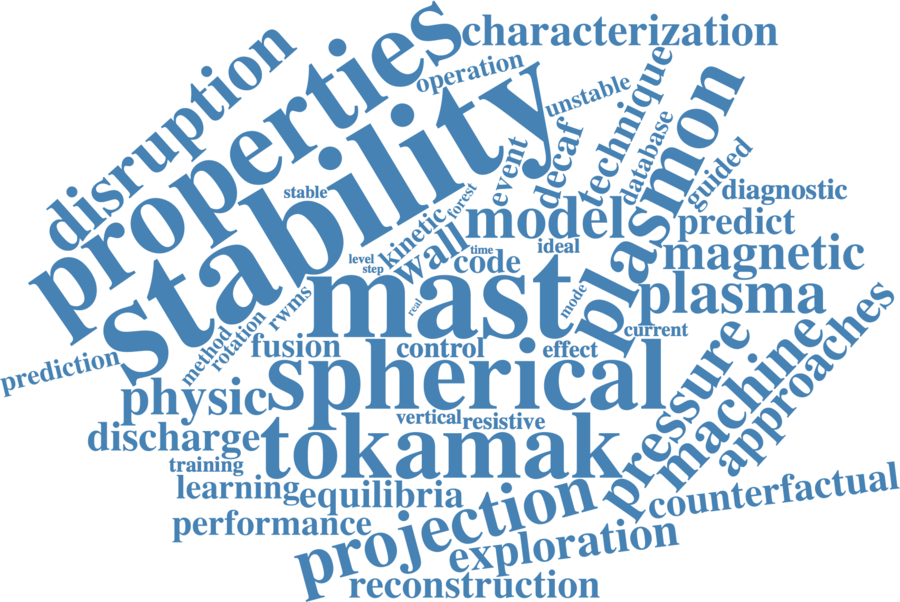 characterization
disruption
properties
operation
stability
unstable
technique
event
decaf
database
plasmon
guided
stable
forest
diagnostic
kinetic
model
predict
wall
time
ideal
level
step
code
magnetic
mast
real
mode
plasma
rwms
method
rotation
current
approaches
prediction
fusion
control
effect
spherical
pressure
machine
physic
vertical
resistive
discharge
tokamak
training
learning
equilibria
counterfactual
performance
projection
exploration
reconstruction